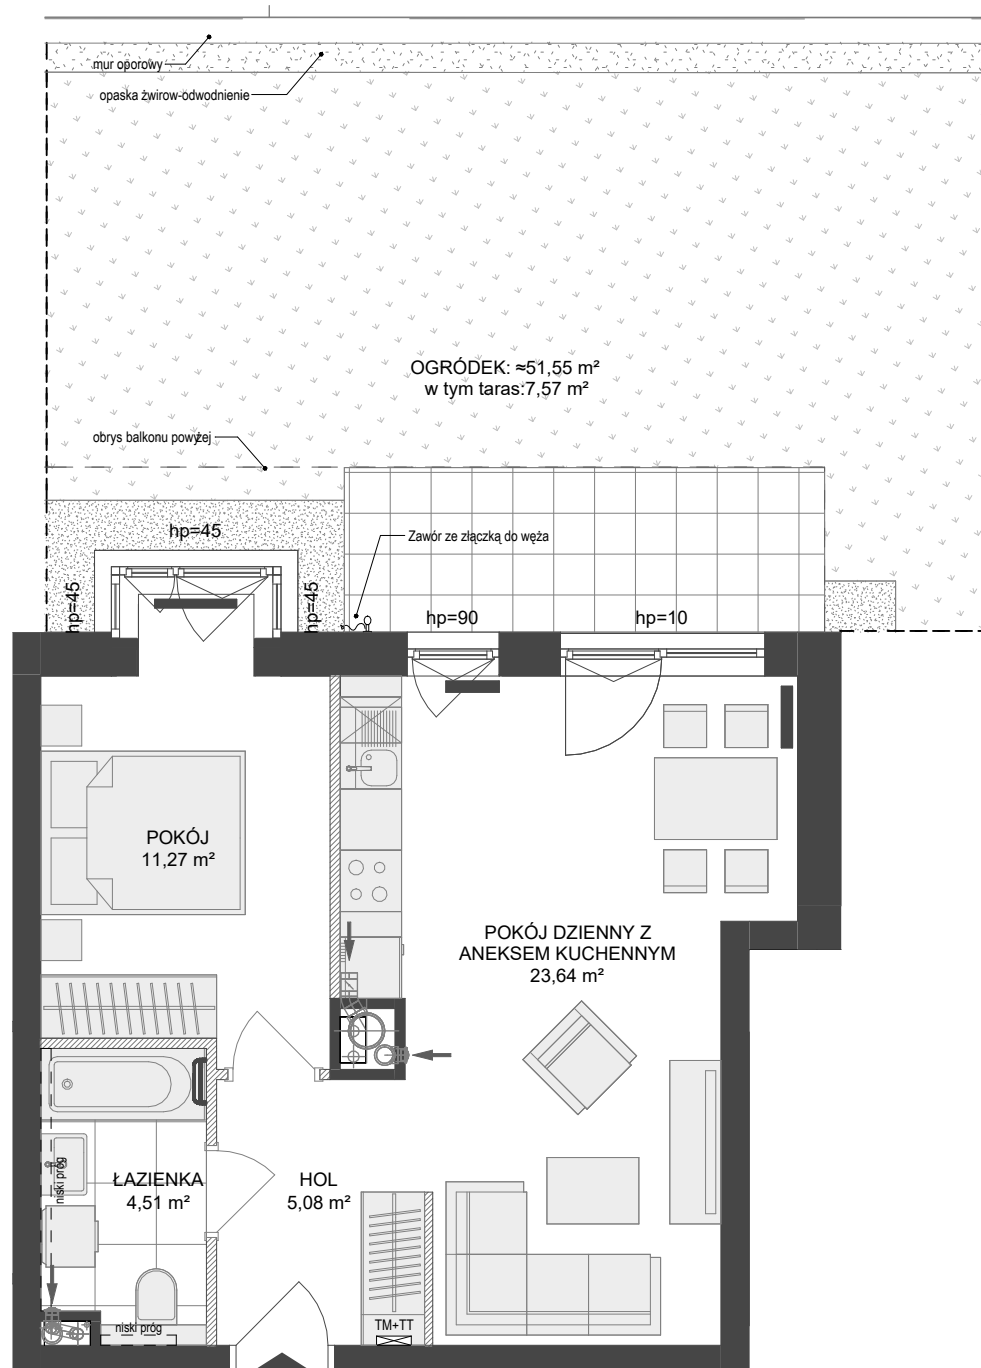 mur oporowy
opaska żwirow-odwodnienie
OGRÓDEK: ≈51,55 m²
w tym taras:7,57 m²
obrys balkonu powyżej
hp=45
Zawór ze złączką do węża
hp=45
hp=45
hp=90
hp=10
POKÓJ
11,27 m²
POKÓJ DZIENNY Z
ANEKSEM KUCHENNYM
23,64 m²
niski próg
ŁAZIENKA
4,51 m²
HOL
5,08 m²
niski próg
TM+TT